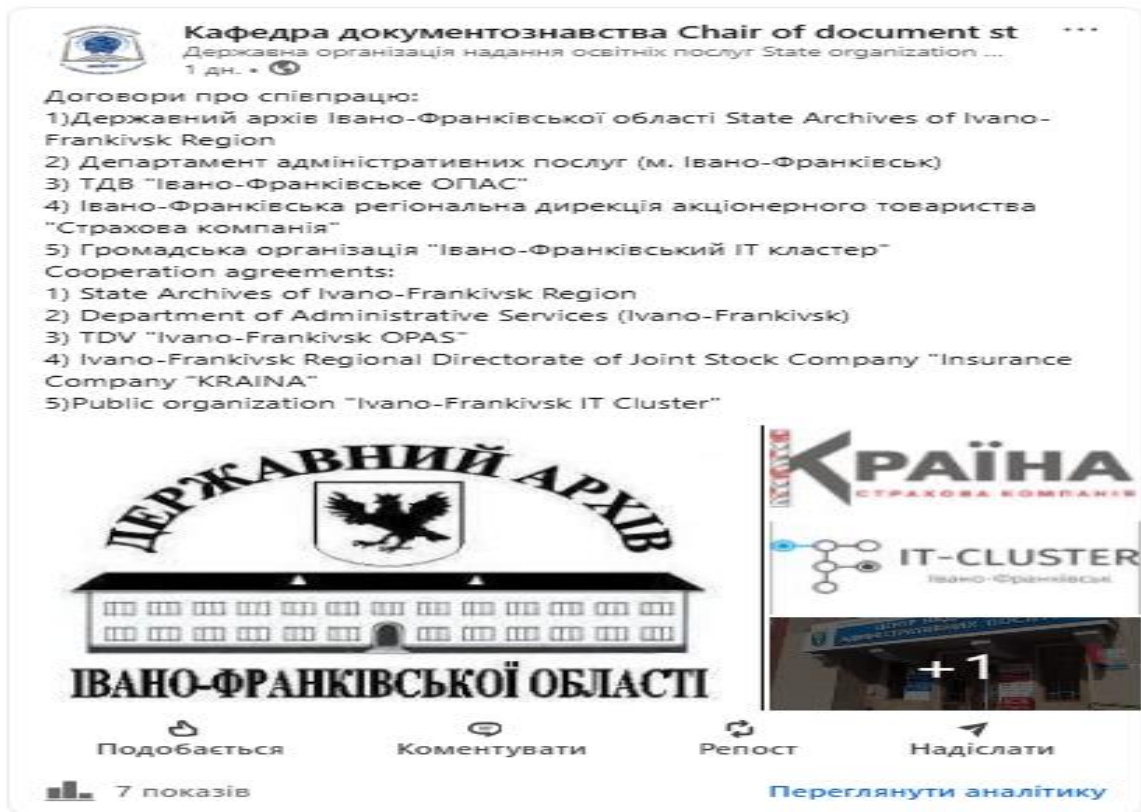 Кафедра документознавства Chair of document st
Державна організація надання освітніх послуг State organization ...
1 дн. •
Договори про співпрацю:
1)Державний архів Івано-Франківської області State Archives of Ivano-
Frankivsk Region
2) Департамент адміністративних послуг (м. Івано-Франківськ)
3) ТДВ "Івано-Франківське ОПАС"
4) Івано-Франківська регіональна дирекція акціонерного товариства
"Страхова компанія"
5) Громадська організація "Івано-Франківський ІТ кластер"
Cooperation agreements:
1) State Archives of Ivano-Frankivsk Region
2) Department of Administrative Services (Ivano-Frankivsk)
3) TDV "Ivano-Frankivsk OPAS"
4) Ivano-Frankivsk Regional Directorate of Joint Stock Company "Insurance
Company "KRAINA"
5)Public organization "Ivano-Frankivsk IT Cluster"
ДЕРЖАВНИЙ АРХІВ
ІВАНО-ФРАНКІВСЬКОЇ ОБЛАСТІ
КРАЇНА
СТРАХОВА КОМПАНІЯ
IT-CLUSTER
Івано-Франківськ
АДМІНІСТРАТИВНИХ ПОСЛУГ
+1
Подобається
Коментувати
Репост
Надіслати
7 показів
Переглянути аналітику